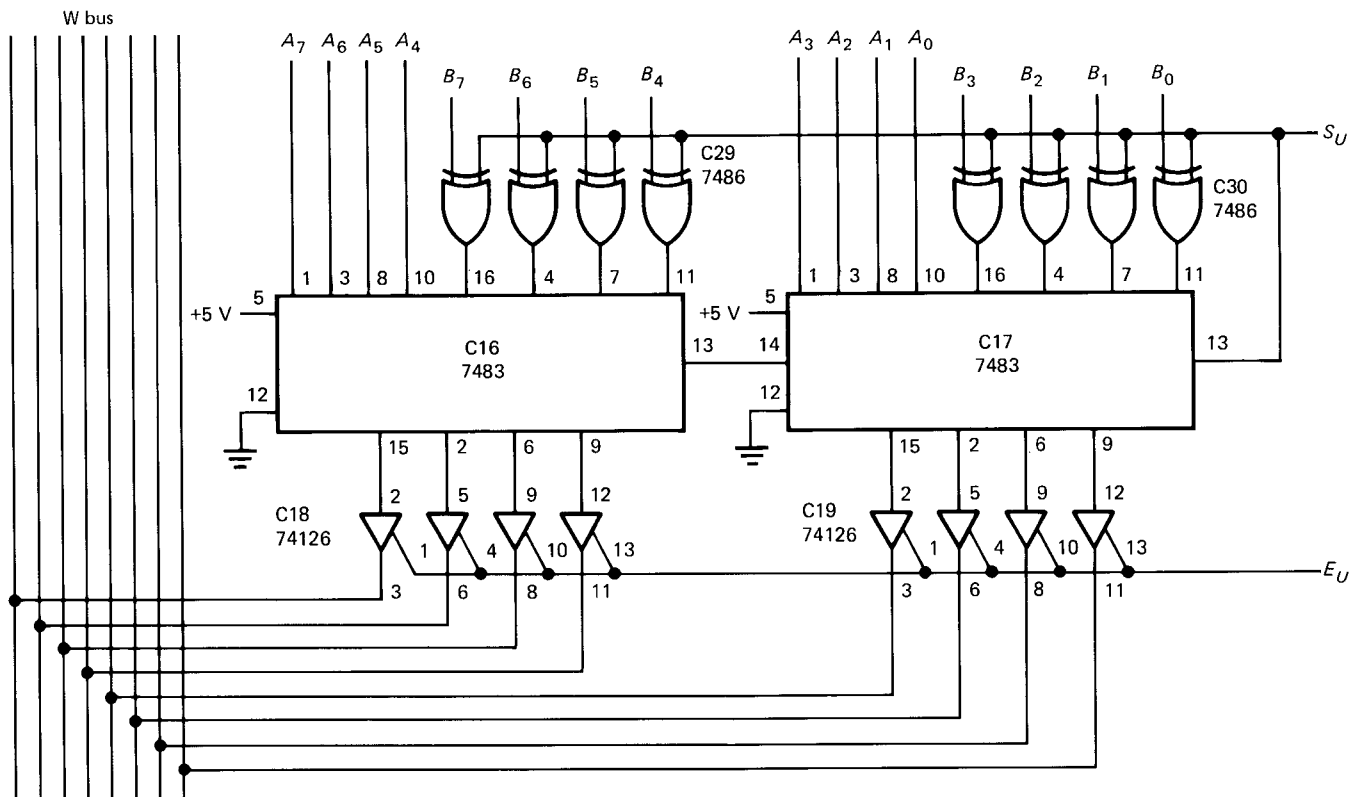 W bus
A7 A6 A5 A4 A3 A2 A1 A0
B7 B6 B5 B4 B3 B2 B1 B0
SU
C29
7486
C30
7486
1 3 8 10 16 4 7 11 1 3 8 10 16 4 7 11
5 5
+5 V +5 V
C16
7483
13 14
C17
7483
13
12 12
15 2 6 9 15 2 6 9
C18
74126
2 5 9 12
C19
74126
2 5 9 12
1 4 10 13 1 4 10 13
EU
3 6 8 11 3 6 8 11